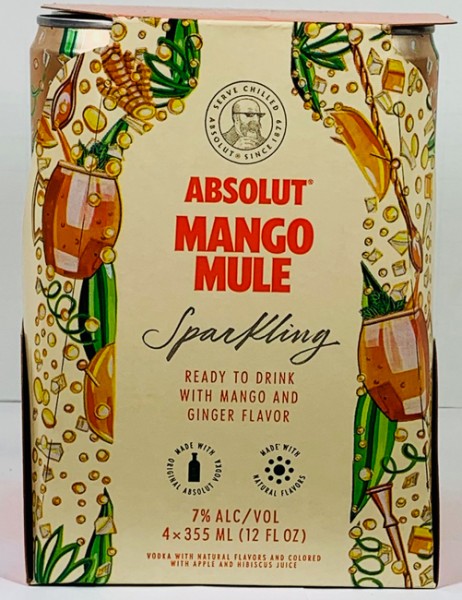 SERVE CHILLED
ABSOLUT® SINCE 1879
ABSOLUT®
MANGO
MULE
Sparkling
READY TO DRINK
WITH MANGO AND
GINGER FLAVOR
MADE WITH
ORIGINAL ABSOLUT VODKA
MADE WITH
NATURAL FLAVORS
7% ALC/VOL
4×355 ML (12 FL OZ)
VODKA WITH NATURAL FLAVORS AND COLORED
WITH APPLE AND HIBISCUS JUICE